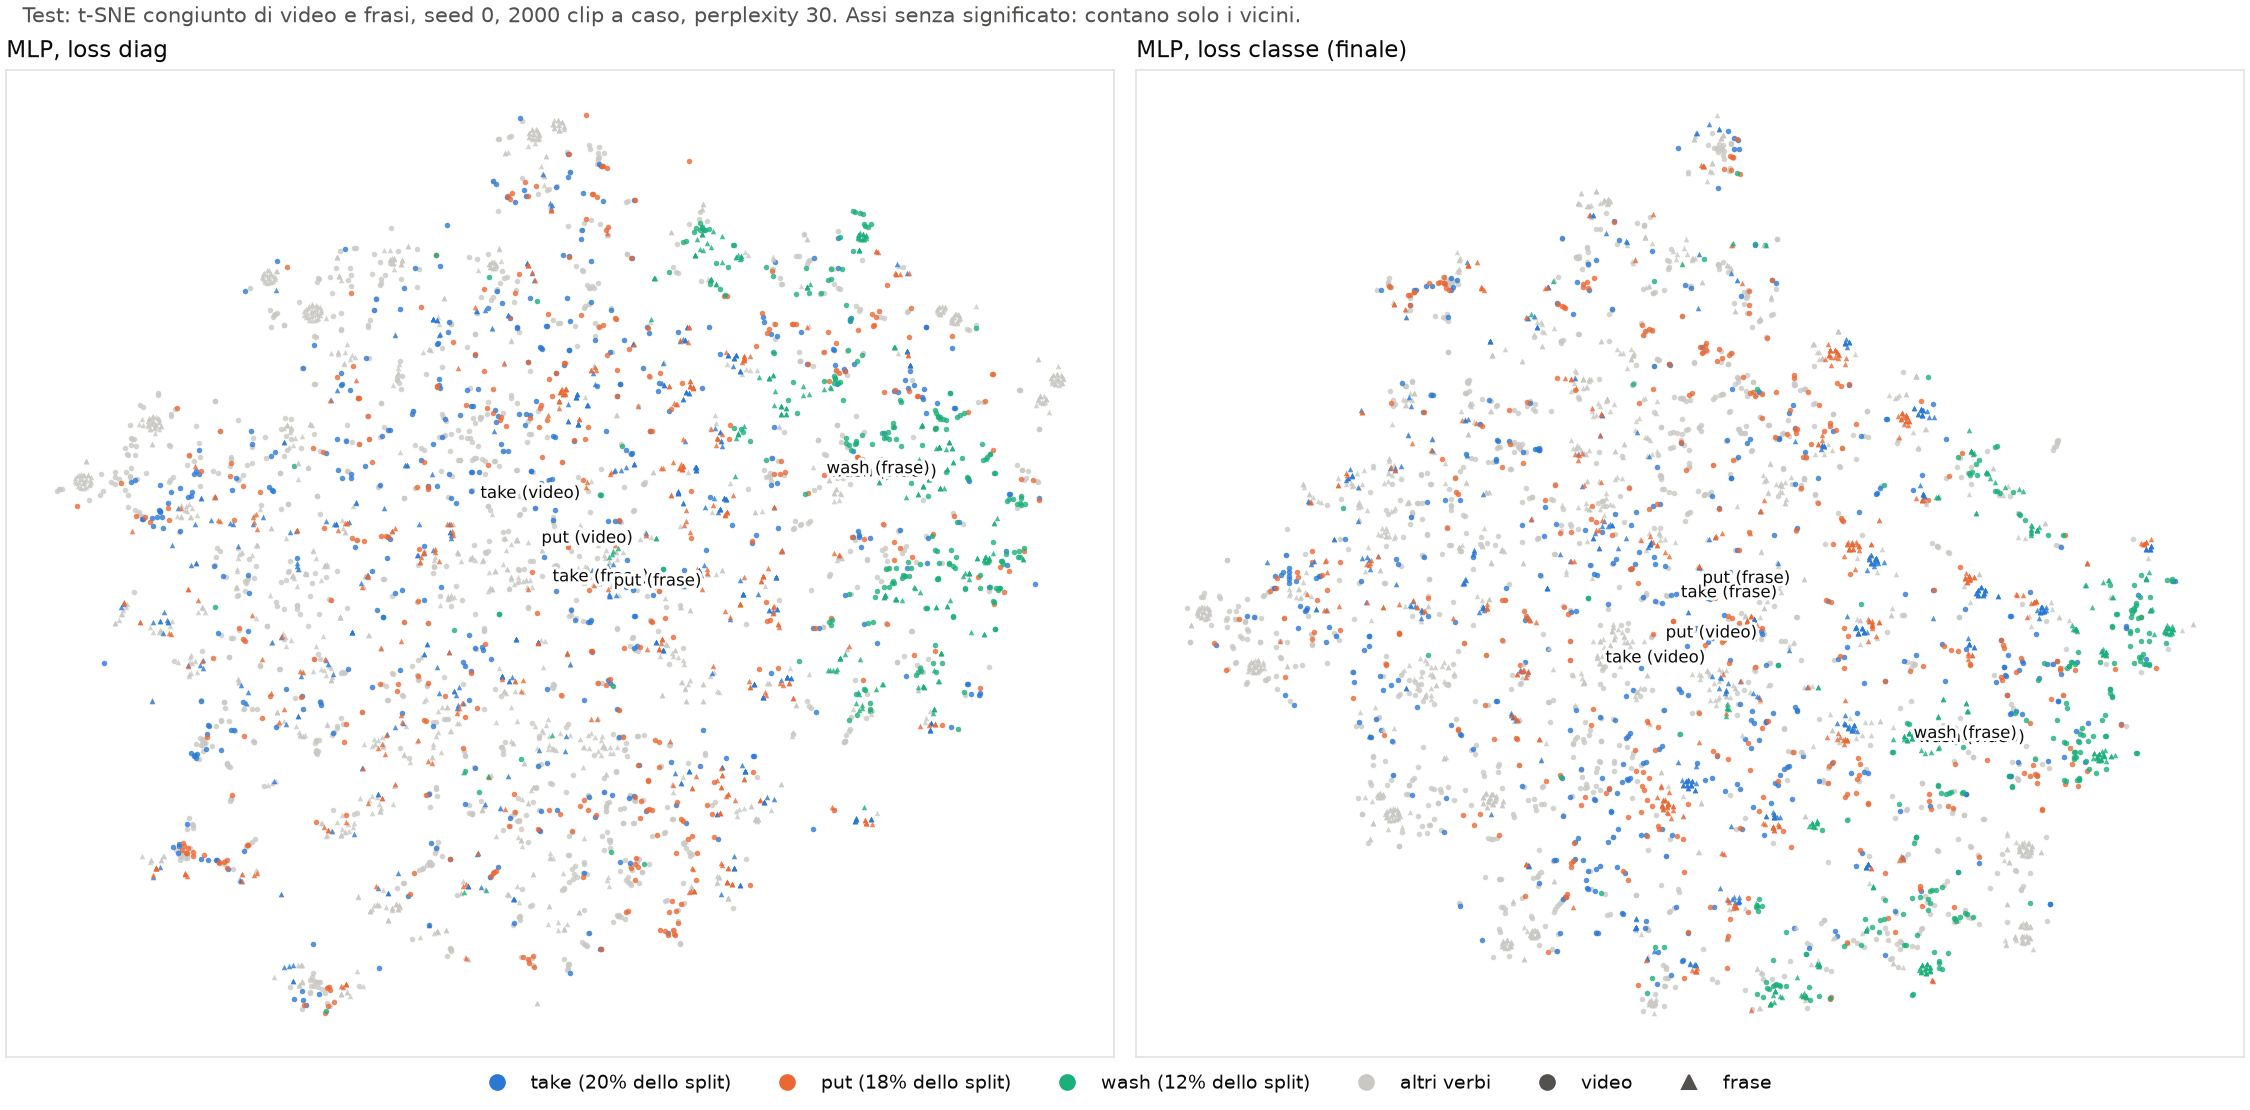 Test: t-SNE congiunto di video e frasi, seed 0, 2000 clip a caso, perplexity 30. Assi senza significato: contano solo i vicini.
MLP, loss diag
MLP, loss classe (finale)
wash (frase)
take (video)
put (video)
take (frase)
put (frase)
put (frase)
take (frase)
put (video)
take (video)
wash (frase)
take (20% dello split)
put (18% dello split)
wash (12% dello split)
altri verbi
video
frase